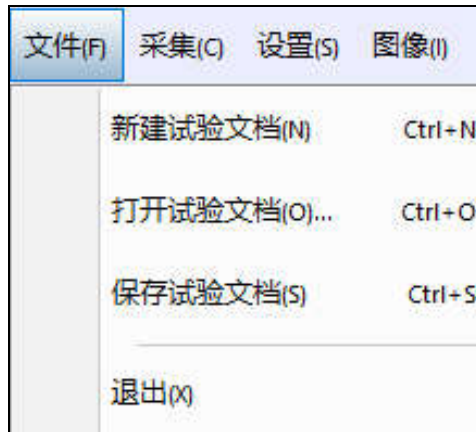 文件(F) 采集(C) 设置(S) 图像(I)
新建试验文档(N) Ctrl+N
打开试验文档(O)... Ctrl+O
保存试验文档(S) Ctrl+S
退出(X)